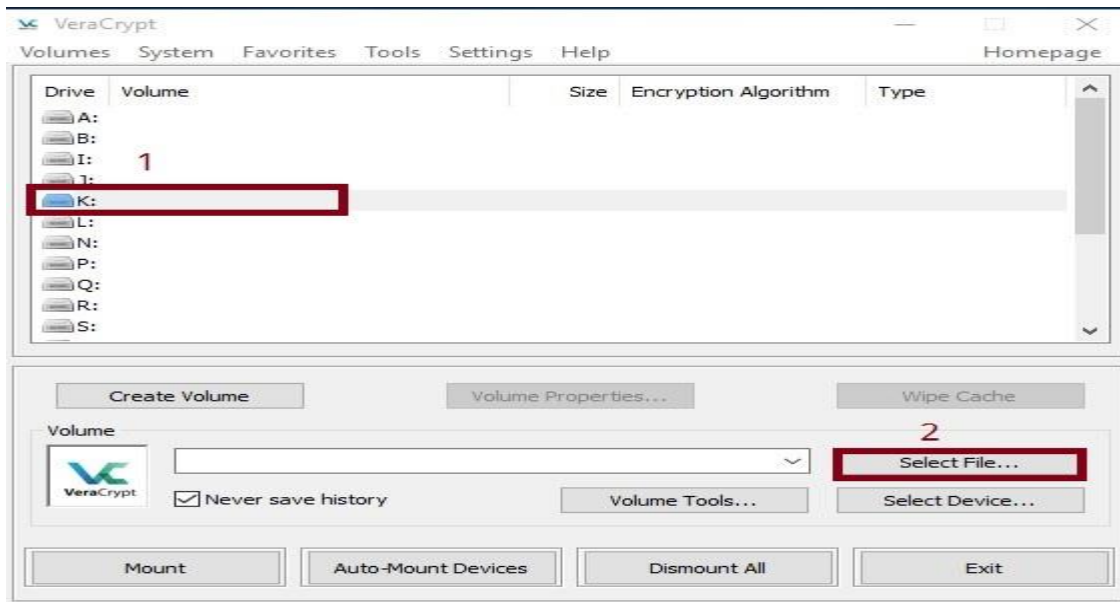 VeraCrypt
Volumes System Favorites Tools Settings Help Homepage
Drive Volume Size Encryption Algorithm Type
A:
B:
I:
1
J:
K:
L:
N:
P:
Q:
R:
S:
Create Volume Volume Properties... Wipe Cache
Volume
2
Select File...
VeraCrypt
Never save history Volume Tools... Select Device...
Mount Auto-Mount Devices Dismount All Exit